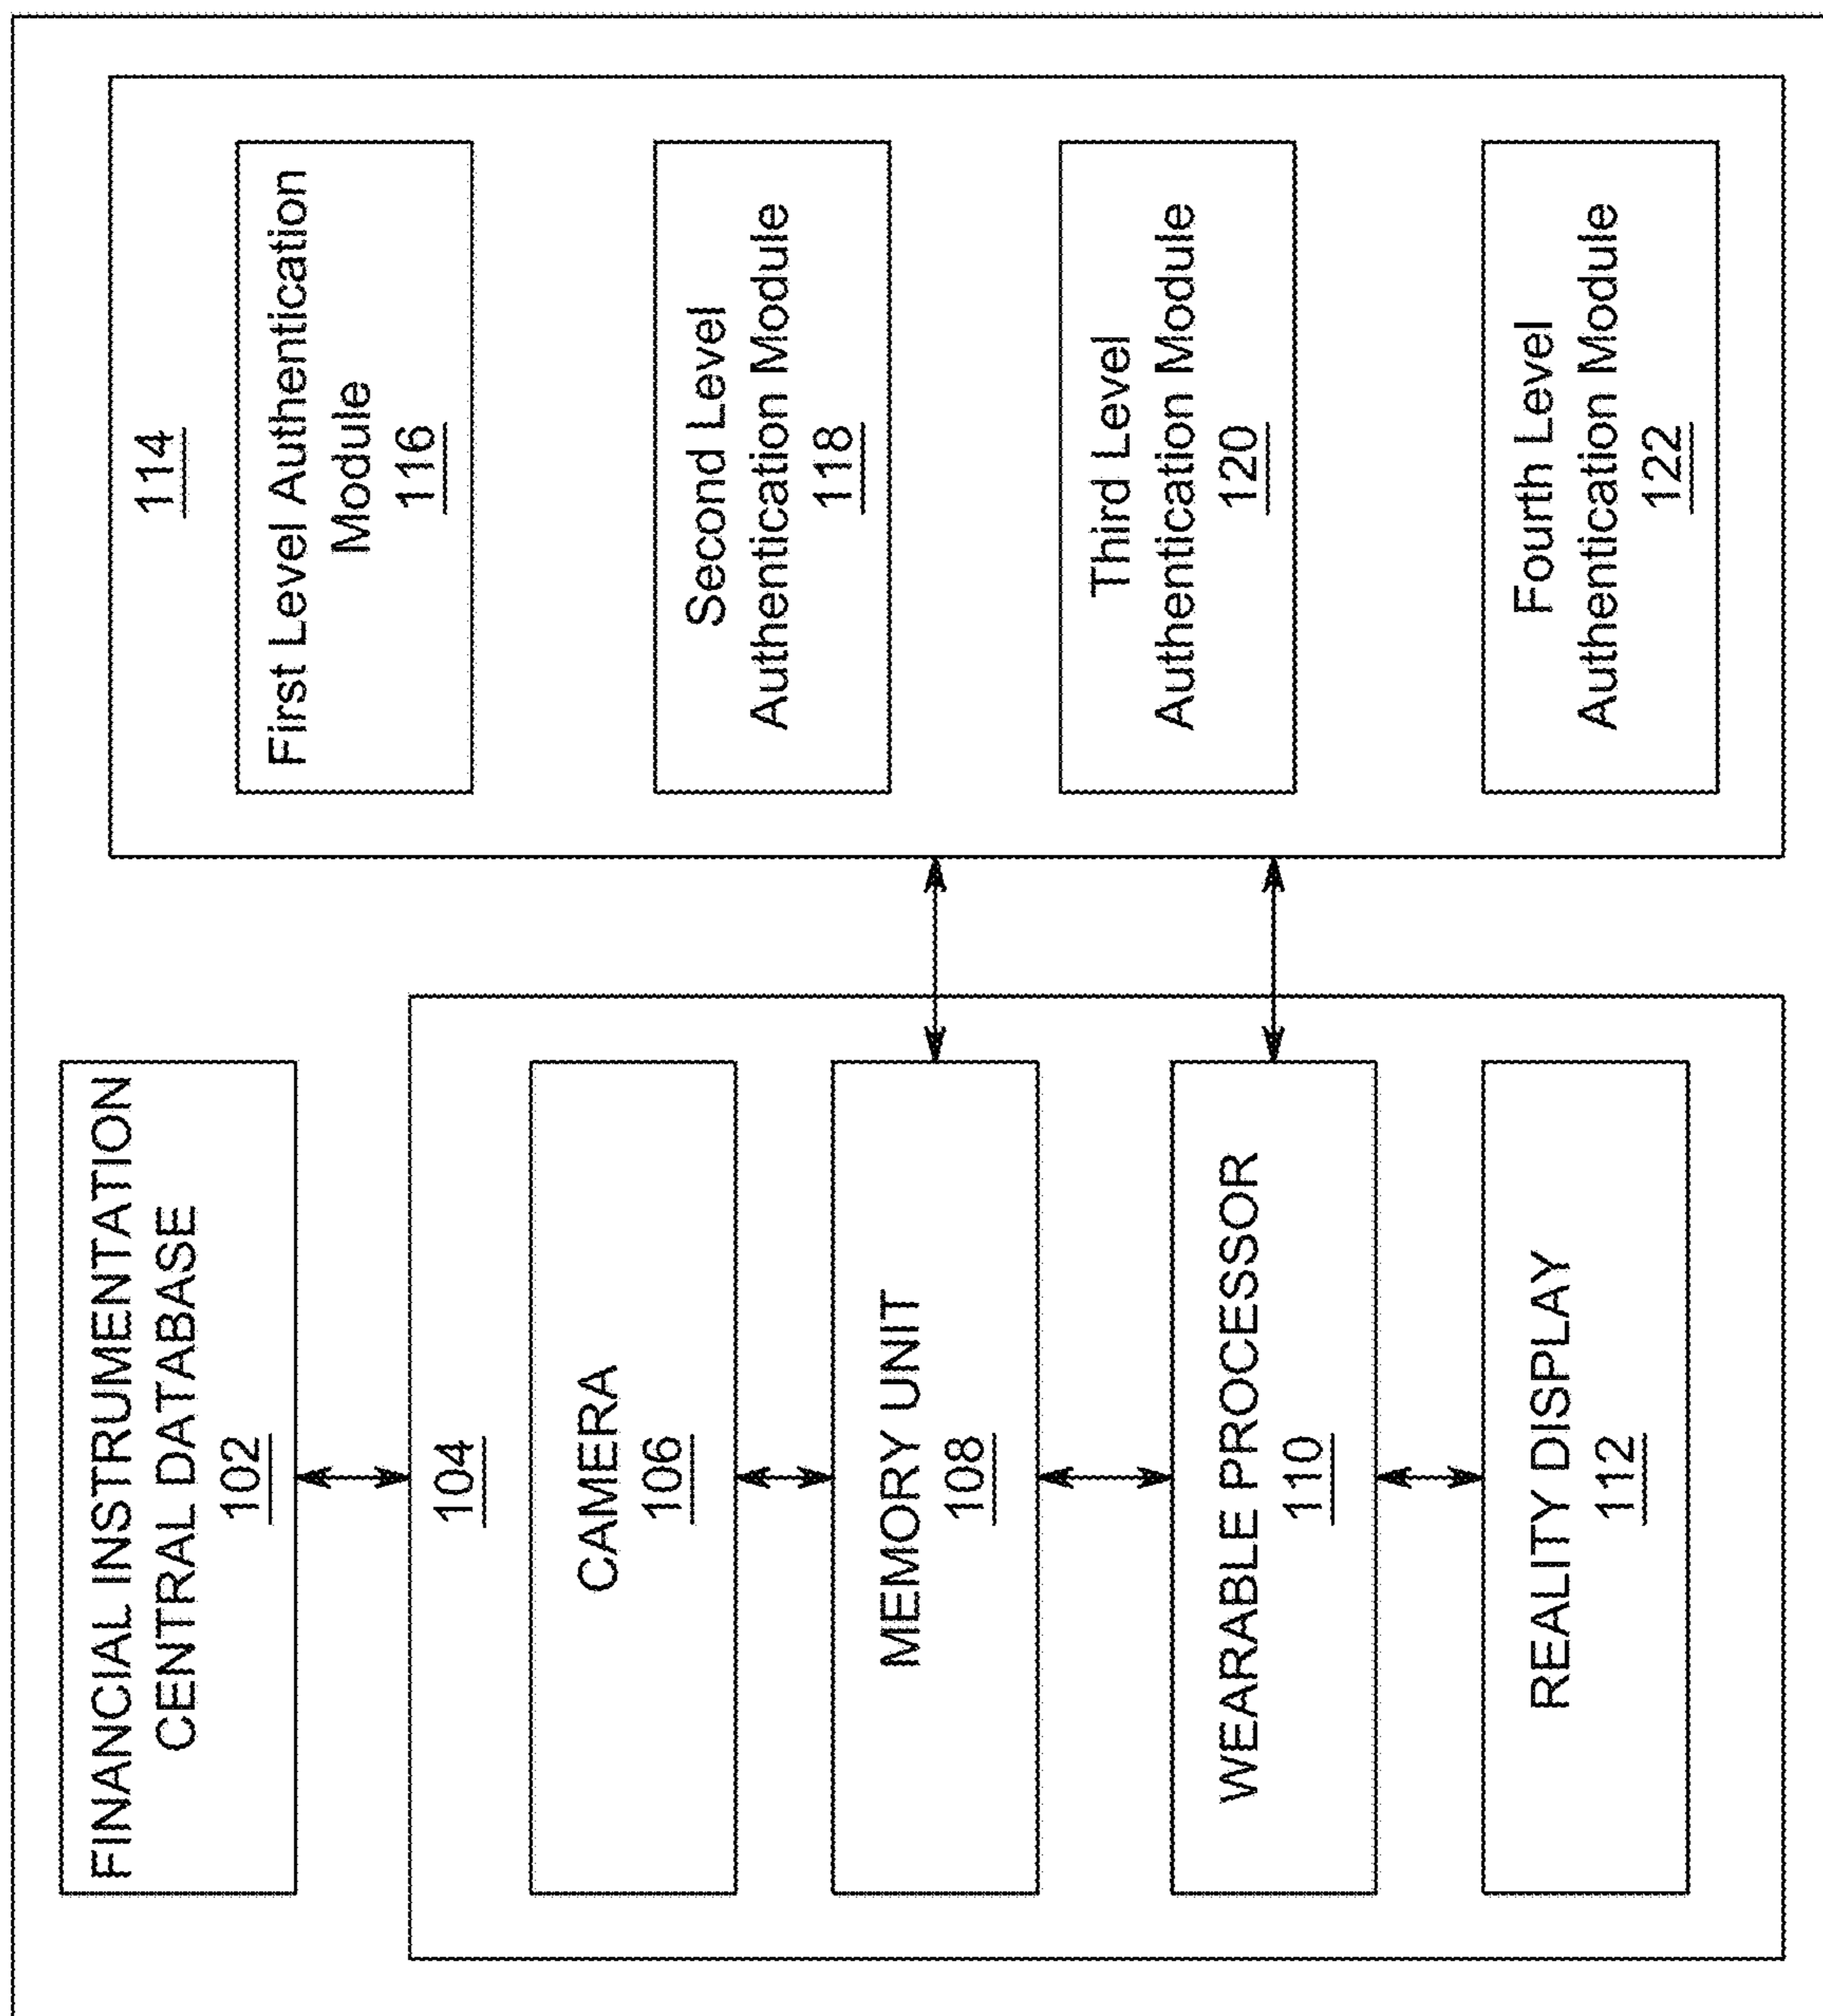 FINANCIAL INSTRUMENTATION
CENTRAL DATABASE
102
104
CAMERA
106
MEMORY UNIT
108
WEARABLE PROCESSOR
110
REALITY DISPLAY
112
114
First Level Authentication
Module
116
Second Level
Authentication Module
118
Third Level
Authentication Module
120
Fourth Level
Authentication Module
122